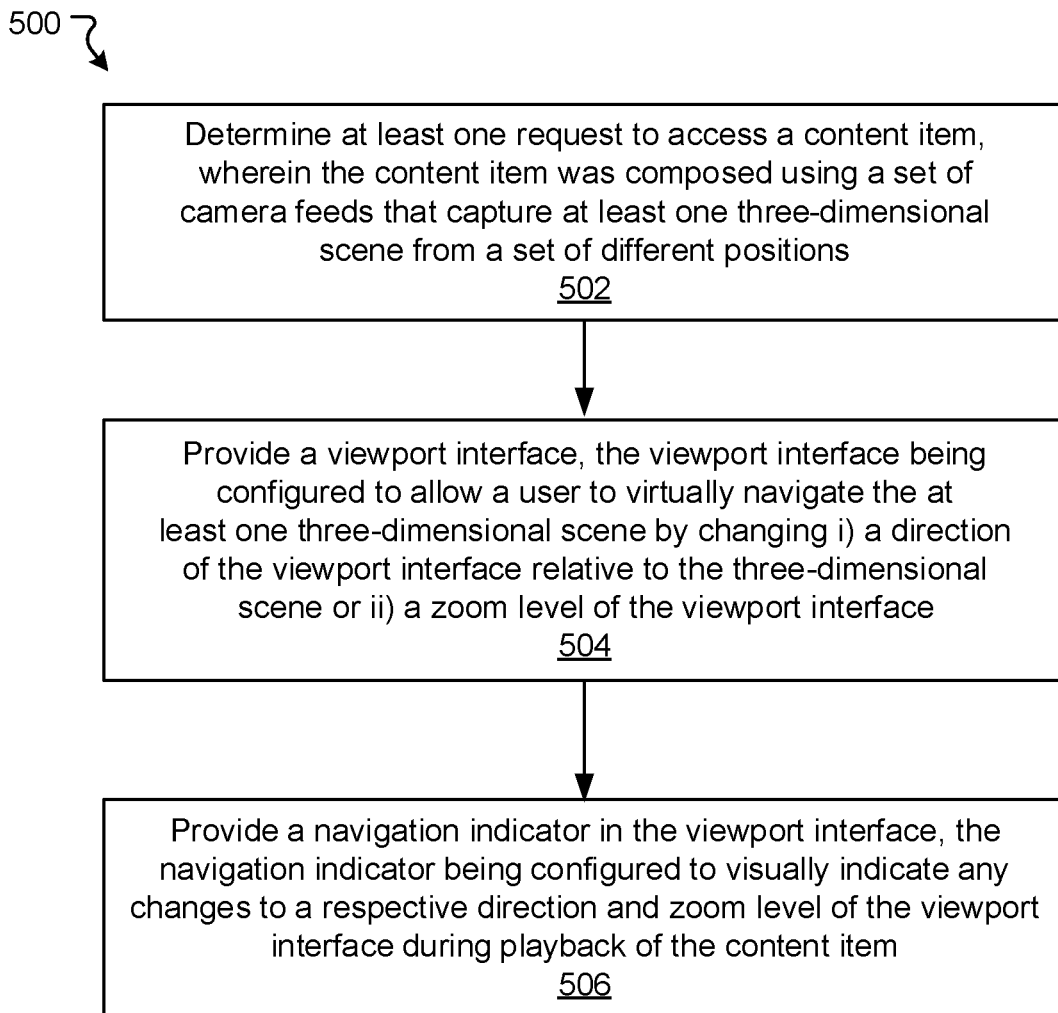 500
Determine at least one request to access a content item,
wherein the content item was composed using a set of
camera feeds that capture at least one three-dimensional
scene from a set of different positions
502
Provide a viewport interface, the viewport interface being
configured to allow a user to virtually navigate the at
least one three-dimensional scene by changing i) a direction
of the viewport interface relative to the three-dimensional
scene or ii) a zoom level of the viewport interface
504
Provide a navigation indicator in the viewport interface, the
navigation indicator being configured to visually indicate any
changes to a respective direction and zoom level of the viewport
interface during playback of the content item
506